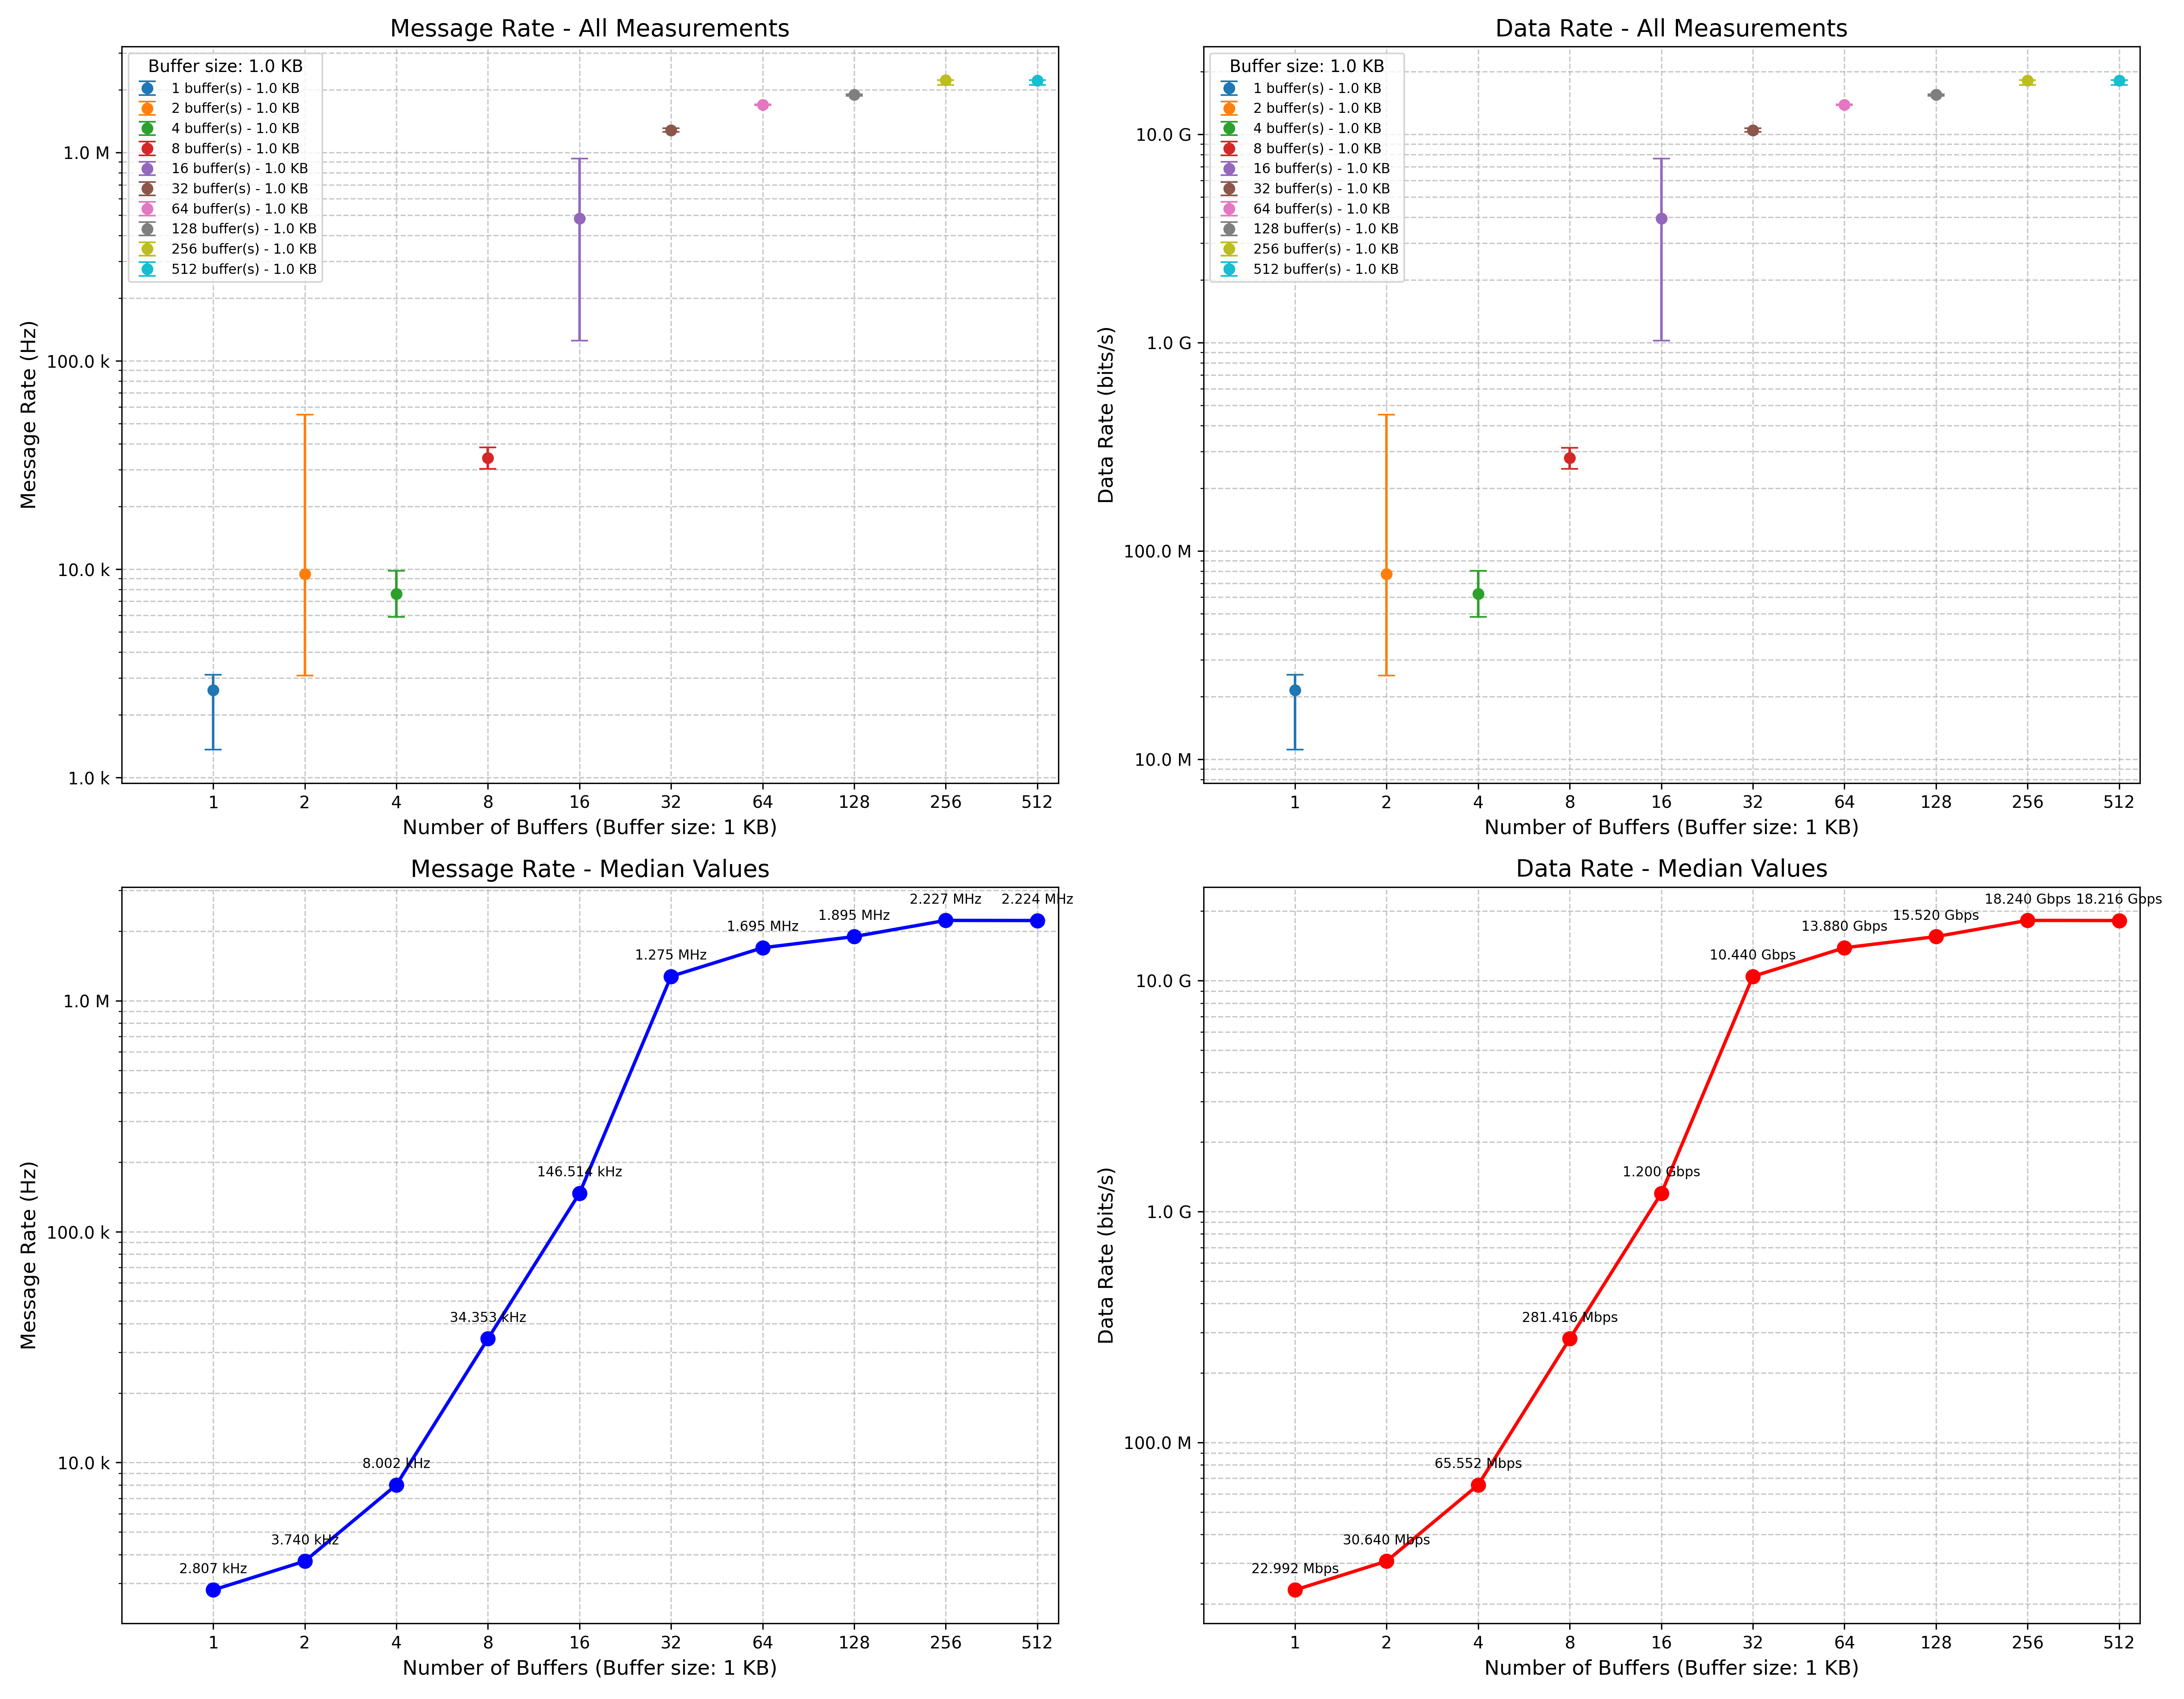 Message Rate - All Measurements
Message Rate (Hz)
1.0 M
100.0 k
10.0 k
1.0 k
Buffer size: 1.0 KB
1 buffer(s) - 1.0 KB
2 buffer(s) - 1.0 KB
4 buffer(s) - 1.0 KB
8 buffer(s) - 1.0 KB
16 buffer(s) - 1.0 KB
32 buffer(s) - 1.0 KB
64 buffer(s) - 1.0 KB
128 buffer(s) - 1.0 KB
256 buffer(s) - 1.0 KB
512 buffer(s) - 1.0 KB
1 2 4 8 16 32 64 128 256 512
Number of Buffers (Buffer size: 1 KB)
Data Rate - All Measurements
Data Rate (bits/s)
10.0 G
1.0 G
100.0 M
10.0 M
Buffer size: 1.0 KB
1 buffer(s) - 1.0 KB
2 buffer(s) - 1.0 KB
4 buffer(s) - 1.0 KB
8 buffer(s) - 1.0 KB
16 buffer(s) - 1.0 KB
32 buffer(s) - 1.0 KB
64 buffer(s) - 1.0 KB
128 buffer(s) - 1.0 KB
256 buffer(s) - 1.0 KB
512 buffer(s) - 1.0 KB
1 2 4 8 16 32 64 128 256 512
Number of Buffers (Buffer size: 1 KB)
Message Rate - Median Values
Message Rate (Hz)
1.0 M
100.0 k
10.0 k
2.807 kHz
3.740 kHz
8.002 kHz
34.353 kHz
146.514 kHz
1.275 MHz
1.695 MHz
1.895 MHz
2.227 MHz
2.224 MHz
1 2 4 8 16 32 64 128 256 512
Number of Buffers (Buffer size: 1 KB)
Data Rate - Median Values
Data Rate (bits/s)
10.0 G
1.0 G
100.0 M
22.992 Mbps
30.640 Mbps
65.552 Mbps
281.416 Mbps
1.200 Gbps
10.440 Gbps
13.880 Gbps
15.520 Gbps
18.240 Gbps
18.216 Gbps
1 2 4 8 16 32 64 128 256 512
Number of Buffers (Buffer size: 1 KB)